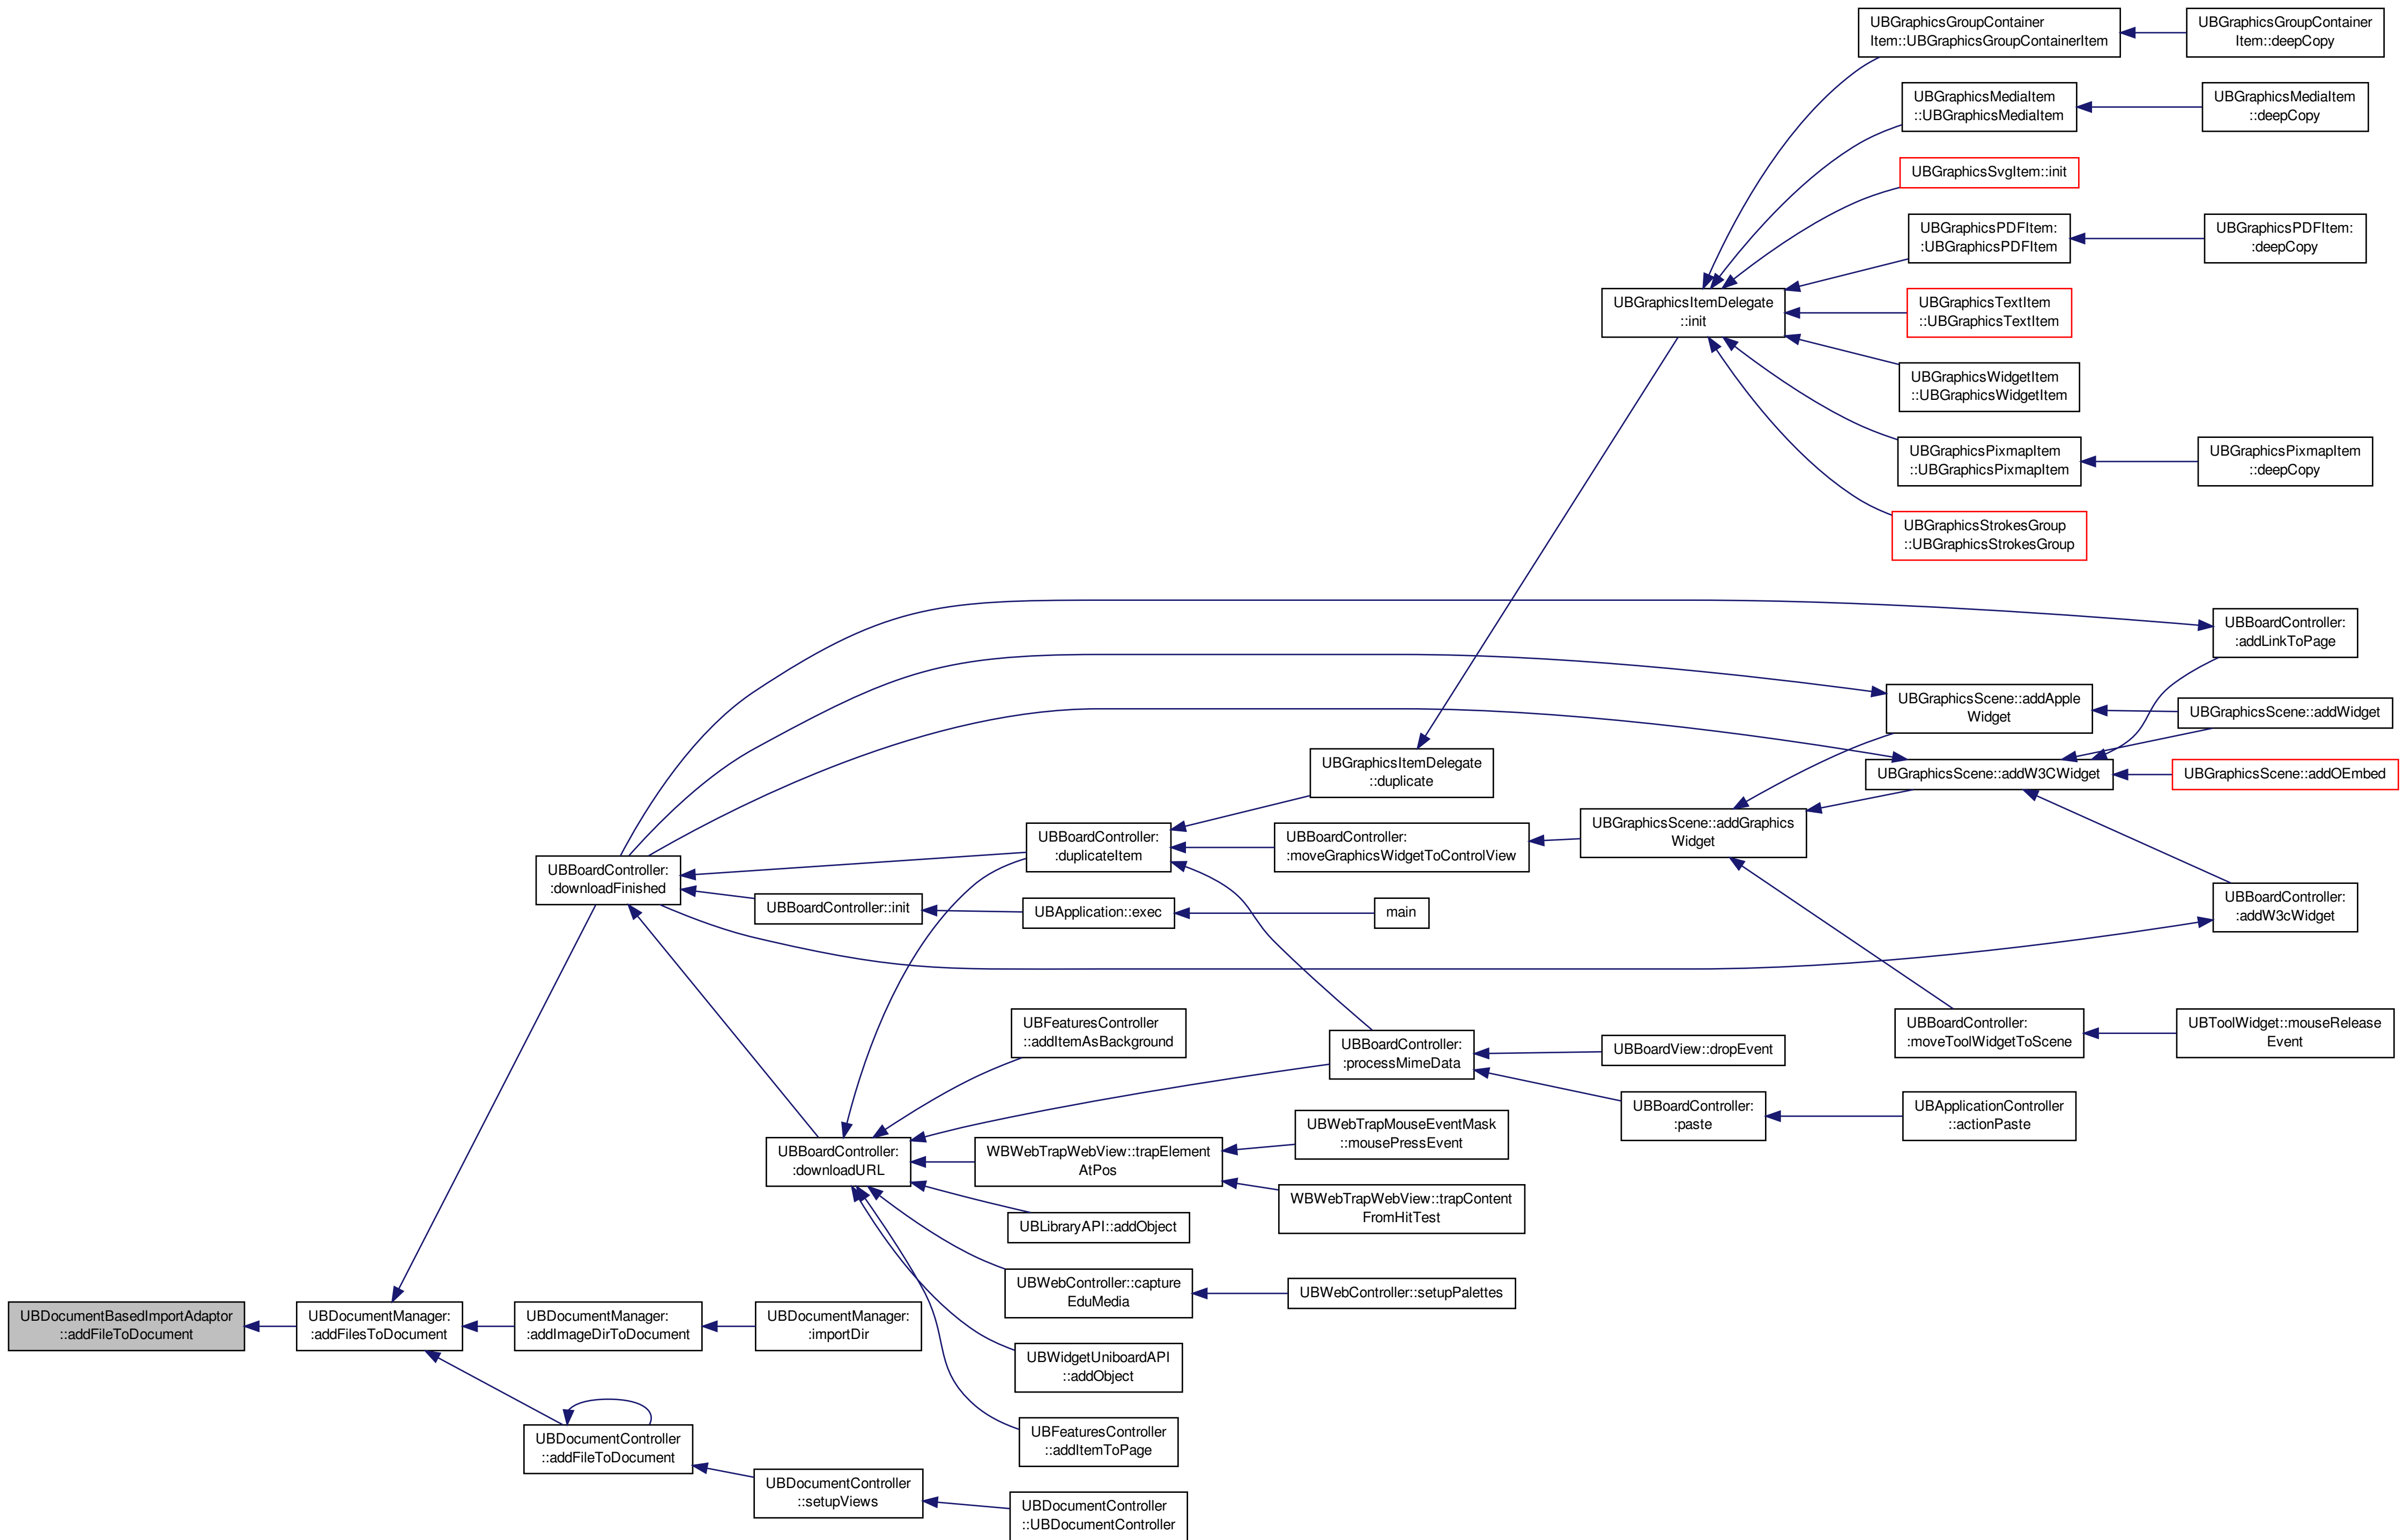 UBGraphicsGroupContainer
Item::UBGraphicsGroupContainerItem
UBGraphicsGroupContainer
Item::deepCopy
UBGraphicsMediaItem
::UBGraphicsMediaItem
UBGraphicsMediaItem
::deepCopy
UBGraphicsSvgItem::init
UBGraphicsPDFItem:
:UBGraphicsPDFItem
UBGraphicsPDFItem:
:deepCopy
UBGraphicsItemDelegate
::init
UBGraphicsTextItem
::UBGraphicsTextItem
UBGraphicsWidgetItem
::UBGraphicsWidgetItem
UBGraphicsPixmapItem
::UBGraphicsPixmapItem
UBGraphicsPixmapItem
::deepCopy
UBGraphicsStrokesGroup
::UBGraphicsStrokesGroup
UBBoardController:
:addLinkToPage
UBGraphicsScene::addApple
Widget
UBGraphicsScene::addWidget
UBGraphicsItemDelegate
::duplicate
UBGraphicsScene::addW3CWidget
UBGraphicsScene::addOEmbed
UBBoardController:
:duplicateItem
UBBoardController:
:moveGraphicsWidgetToControlView
UBGraphicsScene::addGraphics
Widget
UBBoardController:
:downloadFinished
UBBoardController::init
UBApplication::exec
main
UBBoardController:
:addW3cWidget
UBFeaturesController
::addItemAsBackground
UBBoardController:
:processMimeData
UBBoardView::dropEvent
UBBoardController:
:moveToolWidgetToScene
UBToolWidget::mouseRelease
Event
UBBoardController:
:paste
UBApplicationController
::actionPaste
UBBoardController:
:downloadURL
WBWebTrapWebView::trapElement
AtPos
UBWebTrapMouseEventMask
::mousePressEvent
WBWebTrapWebView::trapContent
FromHitTest
UBLibraryAPI::addObject
UBWebController::capture
EduMedia
UBWebController::setupPalettes
UBDocumentBasedImportAdaptor
::addFileToDocument
UBDocumentManager:
:addFilesToDocument
UBDocumentManager:
:addImageDirToDocument
UBDocumentManager:
:importDir
UBWidgetUniboardAPI
::addObject
UBDocumentController
::addFileToDocument
UBFeaturesController
::addItemToPage
UBDocumentController
::setupViews
UBDocumentController
::UBDocumentController